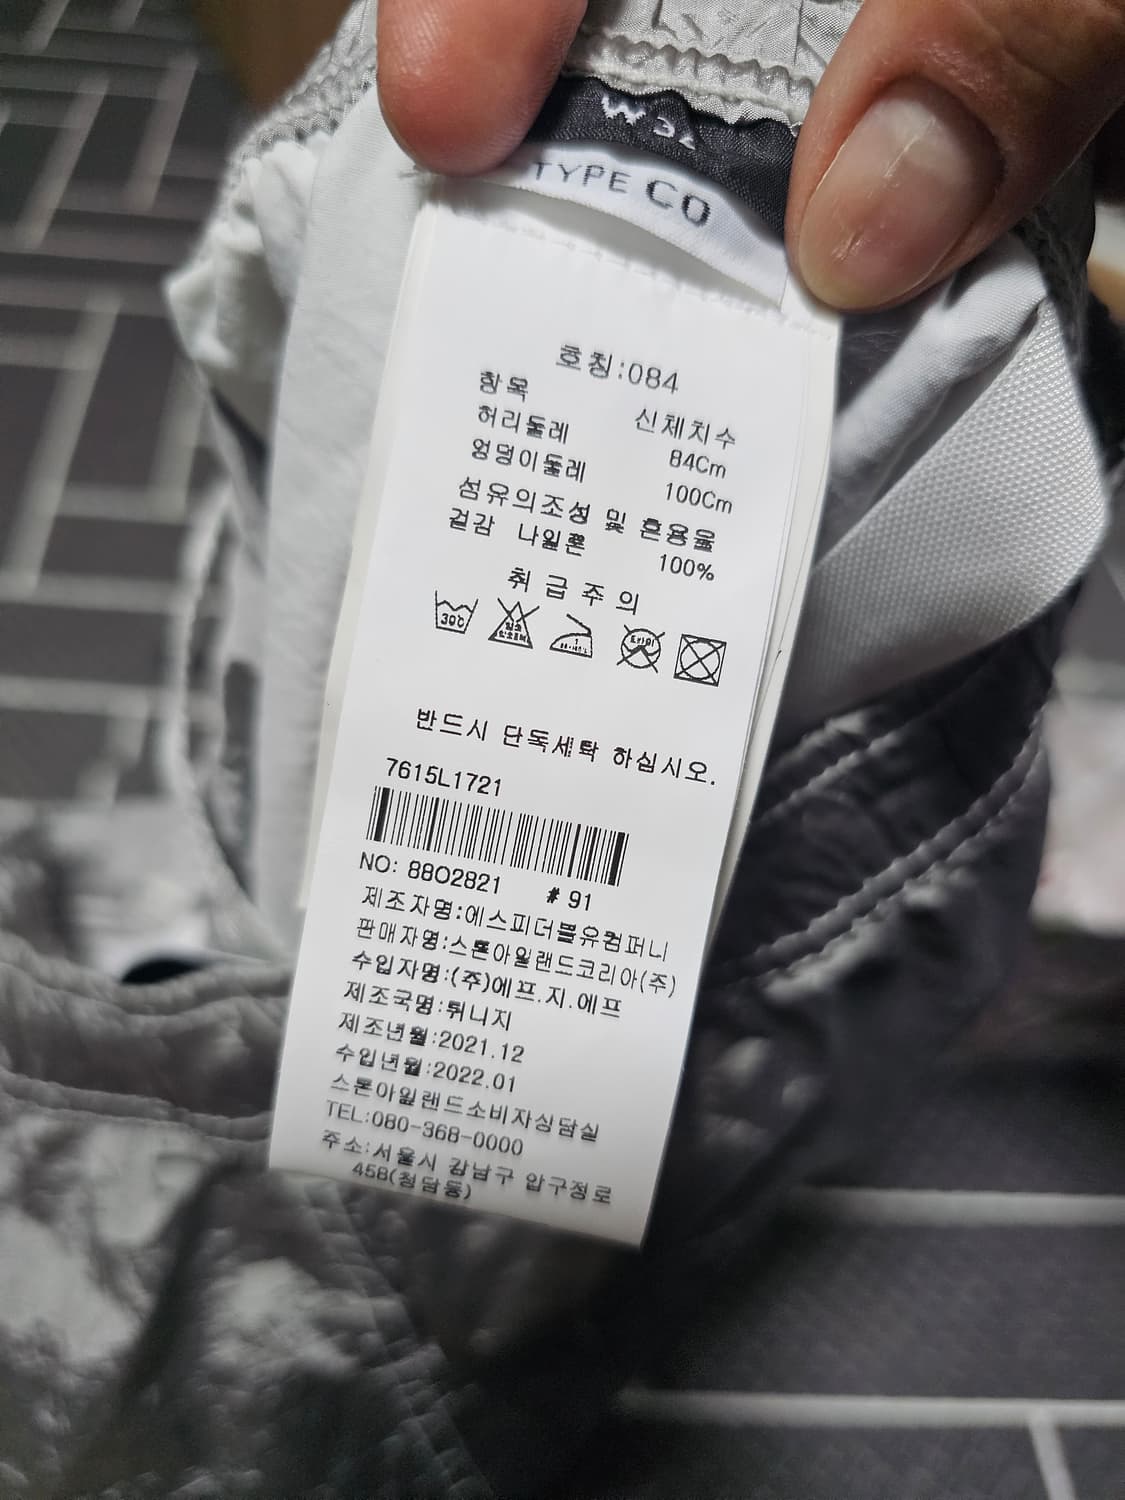 W 32
TYPE CO
호칭:084
항목 신체치수
허리둘레 84Cm
엉덩이둘레 100Cm
섬유의조성 및 혼용율
겉감 나일론 100%
취급주의
30℃
반드시 단독세탁 하십시오.
7615L1721
NO: 88O2821 # 91
제조자명:에스피더블유컴퍼니
판매자명:스톤아일랜드코리아(주)
수입자명:(주)에프.지.에프
제조국명:튀니지
제조년월:2021.12
수입년월:2022.01
스톤아일랜드소비자상담실
TEL:080-368-0000
주소:서울시 강남구 압구정로
458(청담동)